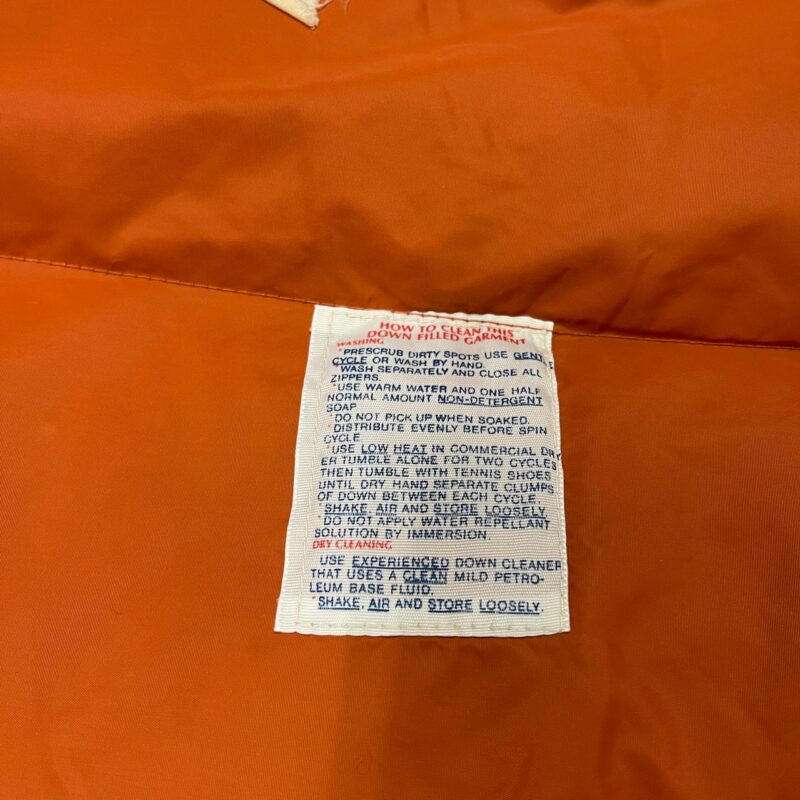 HOW TO CLEAN THIS
DOWN FILLED GARMENT
WASHING
*PRESCRUB DIRTY SPOTS USE GENTLE
CYCLE OR WASH BY HAND.
*WASH SEPARATELY AND CLOSE ALL
ZIPPERS.
*USE WARM WATER AND ONE HALF
NORMAL AMOUNT NON-DETERGENT
SOAP
*DO NOT PICK UP WHEN SOAKED.
*DISTRIBUTE EVENLY BEFORE SPIN
CYCLE
*USE LOW HEAT IN COMMERCIAL DRY
ER TUMBLE ALONE FOR TWO CYCLES
THEN TUMBLE WITH TENNIS SHOES
UNTIL DRY HAND SEPARATE CLUMPS
OF DOWN BETWEEN EACH CYCLE.
*SHAKE, AIR AND STORE LOOSELY
*DO NOT APPLY WATER REPELLANT
SOLUTION BY IMMERSION.
DRY CLEANING
USE EXPERIENCED DOWN CLEANER
THAT USES A CLEAN MILD PETRO-
LEUM BASE FLUID.
*SHAKE, AIR AND STORE LOOSELY.